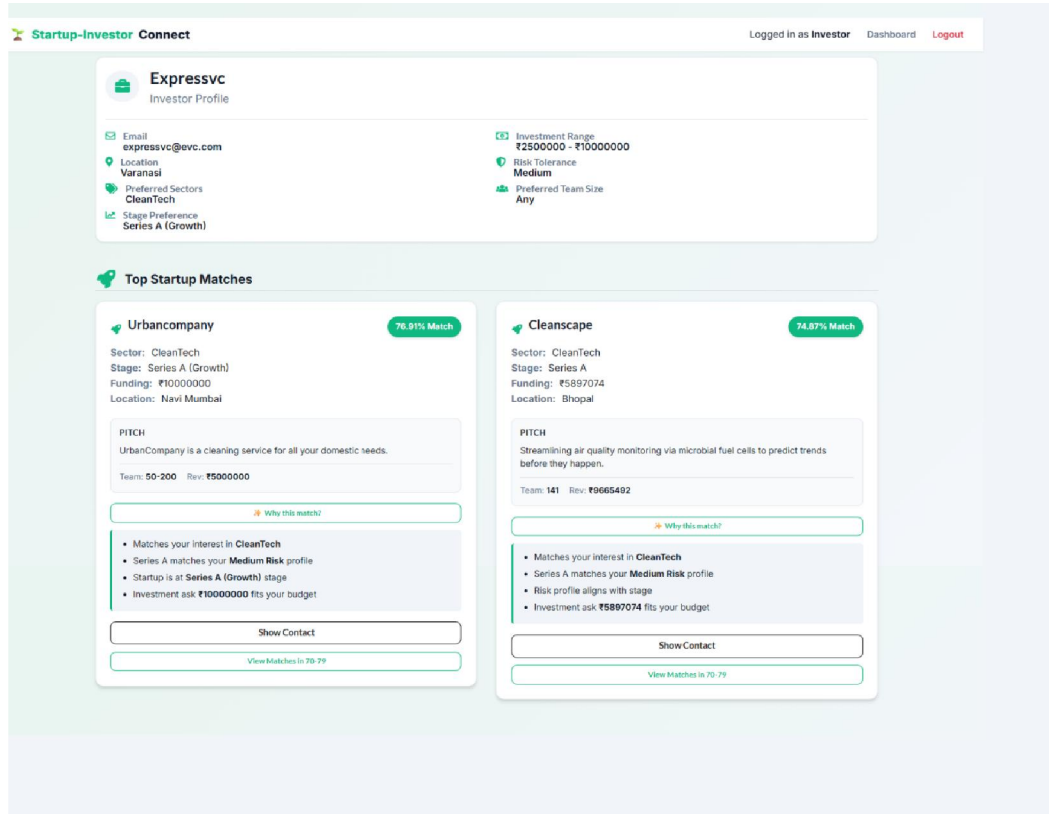 Startup-Investor Connect
Logged in as Investor Dashboard Logout
Expressvc
Investor Profile
Email
expressvc@evc.com
Location
Varanasi
Preferred Sectors
CleanTech
Stage Preference
Series A (Growth)
Investment Range
₹2500000 - ₹10000000
Risk Tolerance
Medium
Preferred Team Size
Any
Top Startup Matches
Urbancompany
76.91% Match
Sector: CleanTech
Stage: Series A (Growth)
Funding: ₹10000000
Location: Navi Mumbai
PITCH
UrbanCompany is a cleaning service for all your domestic needs.
Team: 50-200 Rev: ₹5000000
Why this match?
• Matches your interest in CleanTech
• Series A matches your Medium Risk profile
• Startup is at Series A (Growth) stage
• Investment ask ₹10000000 fits your budget
Show Contact
View Matches in 70-79
Cleanscape
74.87% Match
Sector: CleanTech
Stage: Series A
Funding: ₹5897074
Location: Bhopal
PITCH
Streamlining air quality monitoring via microbial fuel cells to predict trends
before they happen.
Team: 141 Rev: ₹9665492
Why this match?
• Matches your interest in CleanTech
• Series A matches your Medium Risk profile
• Risk profile aligns with stage
• Investment ask ₹5897074 fits your budget
Show Contact
View Matches in 70-79